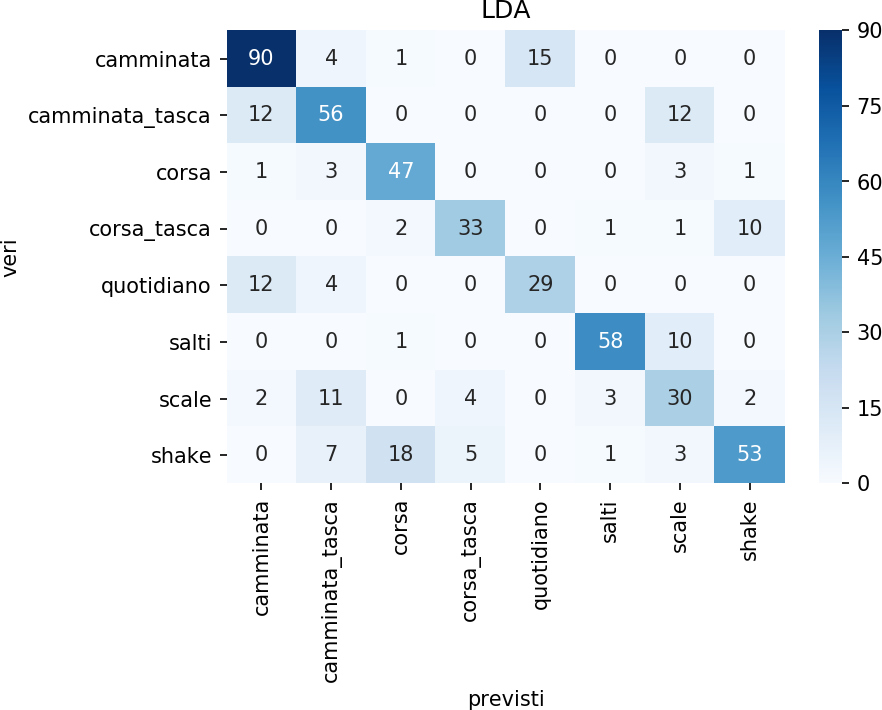 LDA
veri
camminata 90 4 1 0 15 0 0 0
camminata_tasca 12 56 0 0 0 0 12 0
corsa 1 3 47 0 0 0 3 1
corsa_tasca 0 0 2 33 0 1 1 10
quotidiano 12 4 0 0 29 0 0 0
salti 0 0 1 0 0 58 10 0
scale 2 11 0 4 0 3 30 2
shake 0 7 18 5 0 1 3 53
camminata camminata_tasca corsa corsa_tasca quotidiano salti scale shake
previsti
90
75
60
45
30
15
0